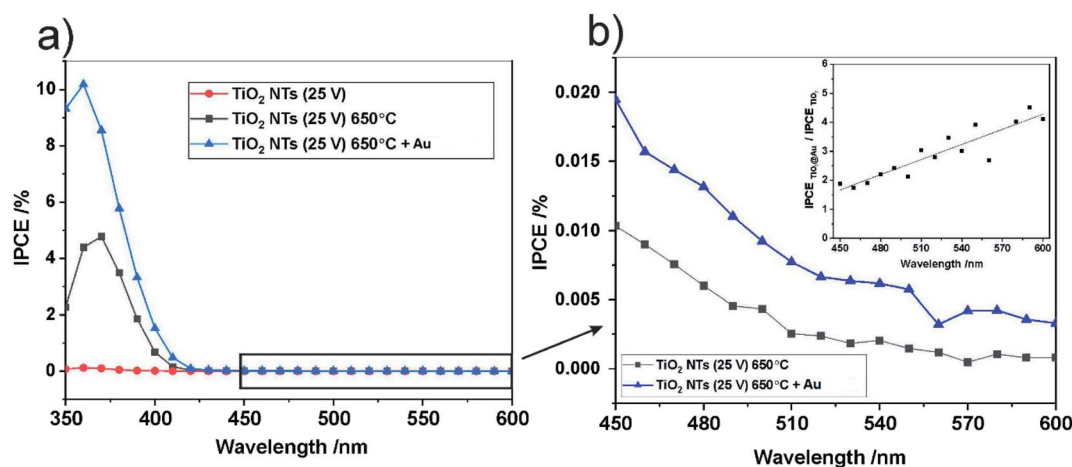 a)
IPCE /%
10
8
6
4
2
0
TiO₂ NTs (25 V)
TiO₂ NTs (25 V) 650°C
TiO₂ NTs (25 V) 650°C + Au
350 400 450 500 550 600
Wavelength /nm
b)
IPCE /%
0.020
0.015
0.010
0.005
0.000
TiO₂ NTs (25 V) 650°C
TiO₂ NTs (25 V) 650°C + Au
450 480 510 540 570 600
Wavelength /nm
IPCE TiO₂@Au / IPCE TiO₂
6
5
4
3
2
1
0
450 480 510 540 570 600
Wavelength /nm